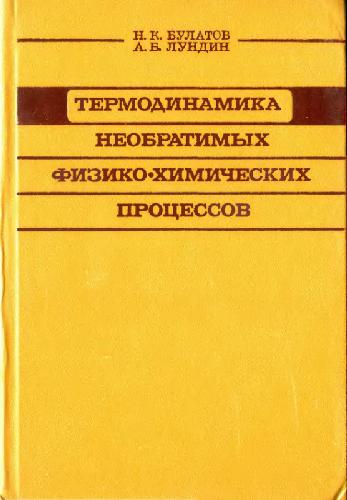 Н. К. БУЛАТОВ
А. Б. ЛУНДИН
ТЕРМОДИНАМИКА
НЕОБРАТИМЫХ
ФИЗИКО-ХИМИЧЕСКИХ
ПРОЦЕССОВ